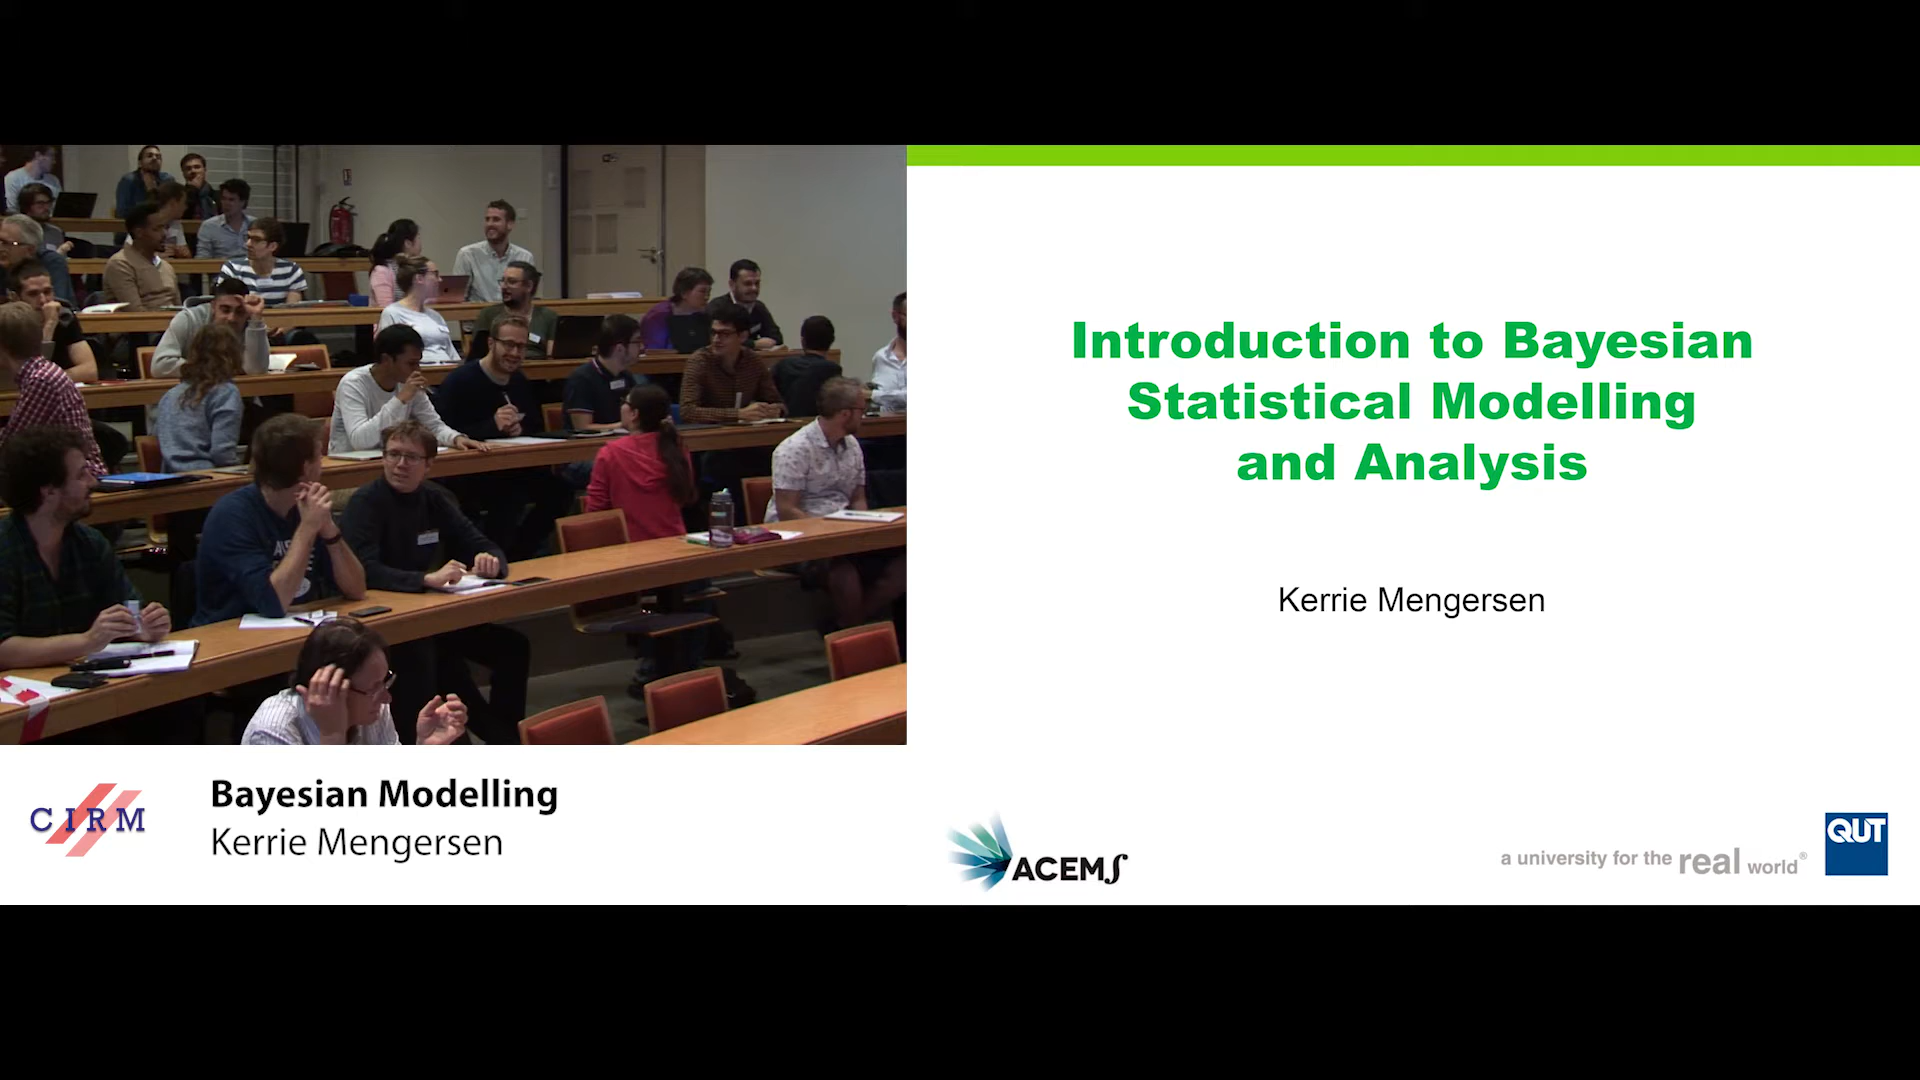 Introduction to Bayesian
Statistical Modelling
and Analysis
Kerrie Mengersen
CIRM
Bayesian Modelling
Kerrie Mengersen
ACEMS
a university for the real world®
QUT